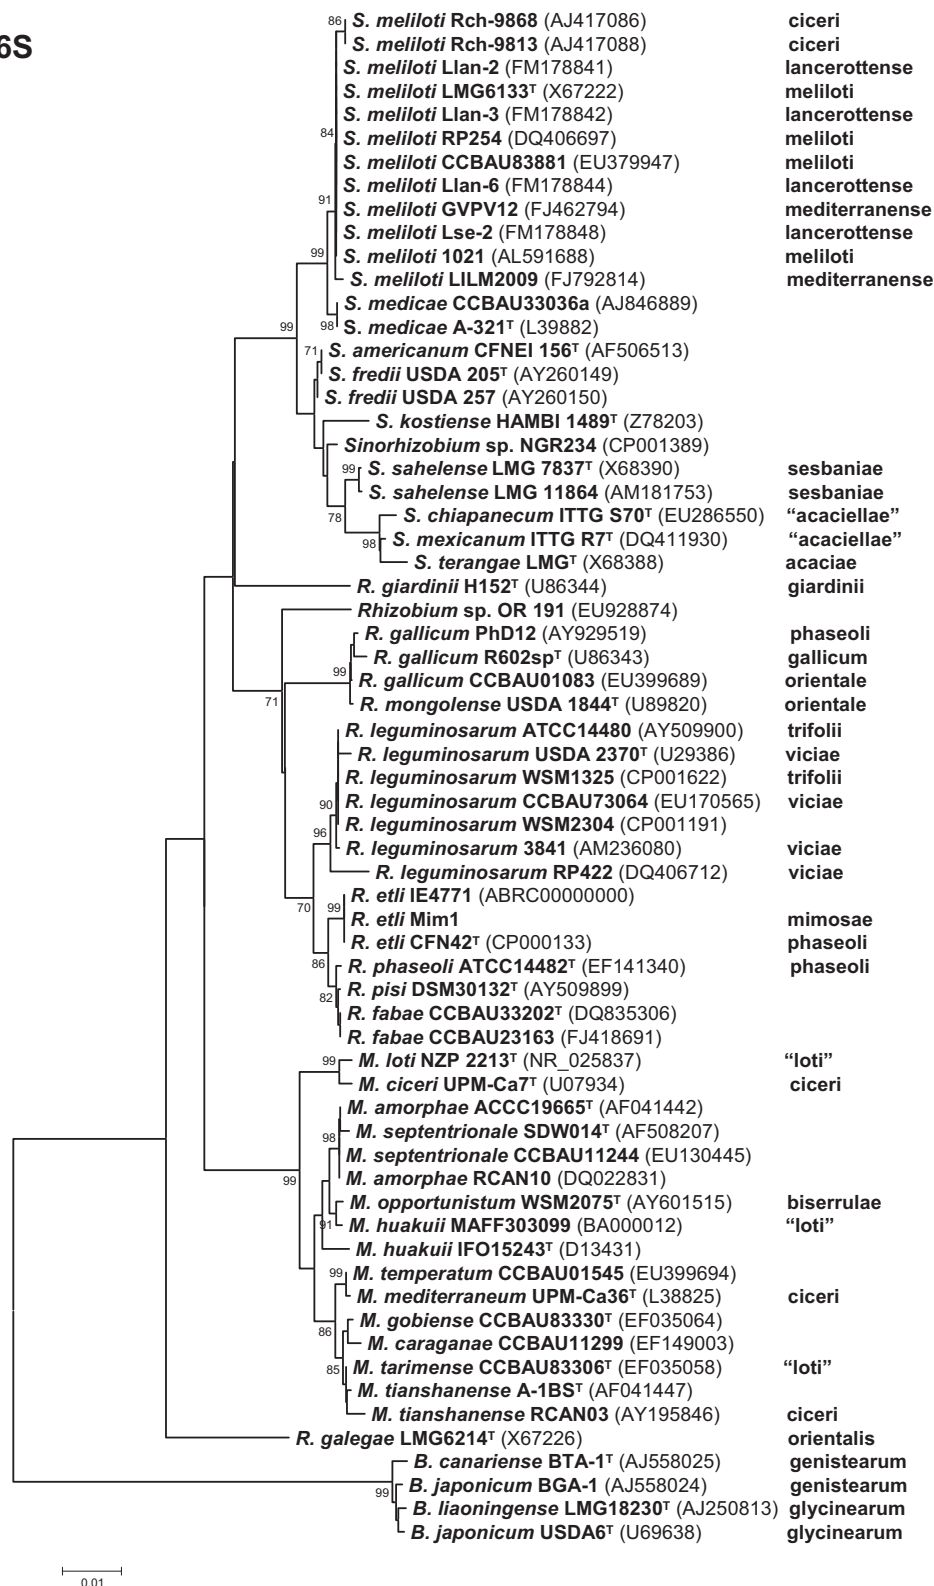 6S
86 S. meliloti Rch-9868 (AJ417086) ciceri
S. meliloti Rch-9813 (AJ417088) ciceri
S. meliloti Llan-2 (FM178841) lancerottense
S. meliloti LMG6133ᵀ (X67222) meliloti
S. meliloti Llan-3 (FM178842) lancerottense
84 S. meliloti RP254 (DQ406697) meliloti
S. meliloti CCBAU83881 (EU379947) meliloti
S. meliloti Llan-6 (FM178844) lancerottense
91 S. meliloti GVPV12 (FJ462794) mediterranense
S. meliloti Lse-2 (FM178848) lancerottense
99 S. meliloti 1021 (AL591688) meliloti
S. meliloti LILM2009 (FJ792814) mediterranense
S. medicae CCBAU33036a (AJ846889)
99 98 S. medicae A-321ᵀ (L39882)
71 S. americanum CFNEI 156ᵀ (AF506513)
S. fredii USDA 205ᵀ (AY260149)
S. fredii USDA 257 (AY260150)
S. kostiense HAMBI 1489ᵀ (Z78203)
Sinorhizobium sp. NGR234 (CP001389)
99 S. sahelense LMG 7837ᵀ (X68390) sesbaniae
S. sahelense LMG 11864 (AM181753) sesbaniae
78 S. chiapanecum ITTG S70ᵀ (EU286550) “acaciellae”
98 S. mexicanum ITTG R7ᵀ (DQ411930) “acaciellae”
S. terangae LMGᵀ (X68388) acaciae
R. giardinii H152ᵀ (U86344) giardinii
Rhizobium sp. OR 191 (EU928874)
R. gallicum PhD12 (AY929519) phaseoli
R. gallicum R602spᵀ (U86343) gallicum
99 R. gallicum CCBAU01083 (EU399689) orientale
71 R. mongolense USDA 1844ᵀ (U89820) orientale
R. leguminosarum ATCC14480 (AY509900) trifolii
R. leguminosarum USDA 2370ᵀ (U29386) viciae
R. leguminosarum WSM1325 (CP001622) trifolii
90 R. leguminosarum CCBAU73064 (EU170565) viciae
96 R. leguminosarum WSM2304 (CP001191)
R. leguminosarum 3841 (AM236080) viciae
R. leguminosarum RP422 (DQ406712) viciae
R. etli IE4771 (ABRC00000000)
70 99 R. etli Mim1 mimosae
R. etli CFN42ᵀ (CP000133) phaseoli
86 R. phaseoli ATCC14482ᵀ (EF141340) phaseoli
82 R. pisi DSM30132ᵀ (AY509899)
R. fabae CCBAU33202ᵀ (DQ835306)
R. fabae CCBAU23163 (FJ418691)
99 M. loti NZP 2213ᵀ (NR_025837) “loti”
M. ciceri UPM-Ca7ᵀ (U07934) ciceri
M. amorphae ACCC19665ᵀ (AF041442)
98 M. septentrionale SDW014ᵀ (AF508207)
M. septentrionale CCBAU11244 (EU130445)
99 M. amorphae RCAN10 (DQ022831)
M. opportunistum WSM2075ᵀ (AY601515) biserrulae
91 M. huakuii MAFF303099 (BA000012) “loti”
M. huakuii IFO15243ᵀ (D13431)
99 M. temperatum CCBAU01545 (EU399694)
M. mediterraneum UPM-Ca36ᵀ (L38825) ciceri
86 M. gobiense CCBAU83330ᵀ (EF035064)
M. caraganae CCBAU11299 (EF149003)
85 M. tarimense CCBAU83306ᵀ (EF035058) “loti”
M. tianshanense A-1BSᵀ (AF041447)
M. tianshanense RCAN03 (AY195846) ciceri
R. galegae LMG6214ᵀ (X67226) orientalis
B. canariense BTA-1ᵀ (AJ558025) genistearum
99 B. japonicum BGA-1 (AJ558024) genistearum
B. liaoningense LMG18230ᵀ (AJ250813) glycinearum
B. japonicum USDA6ᵀ (U69638) glycinearum
0.01